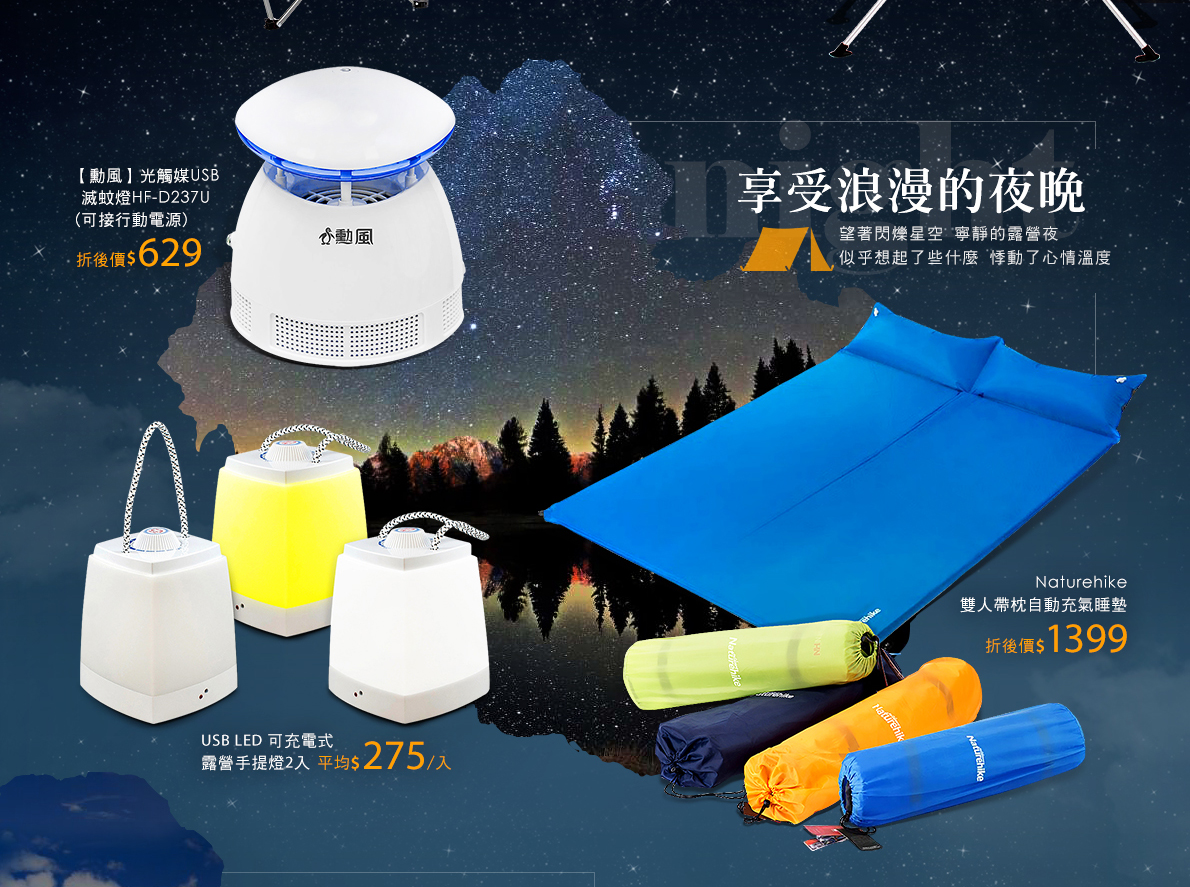 【勳風】光觸媒USB
滅蚊燈HF-D237U
(可接行動電源)
折後價$629
勳風
night
享受浪漫的夜晚
望著閃爍星空 寧靜的露營夜
似乎想起了些什麼 悸動了心情溫度
Naturehike
雙人帶枕自動充氣睡墊
折後價$1399
Naturehike
Naturehike
Naturehike
USB LED 可充電式
露營手提燈2入 平均$275/入